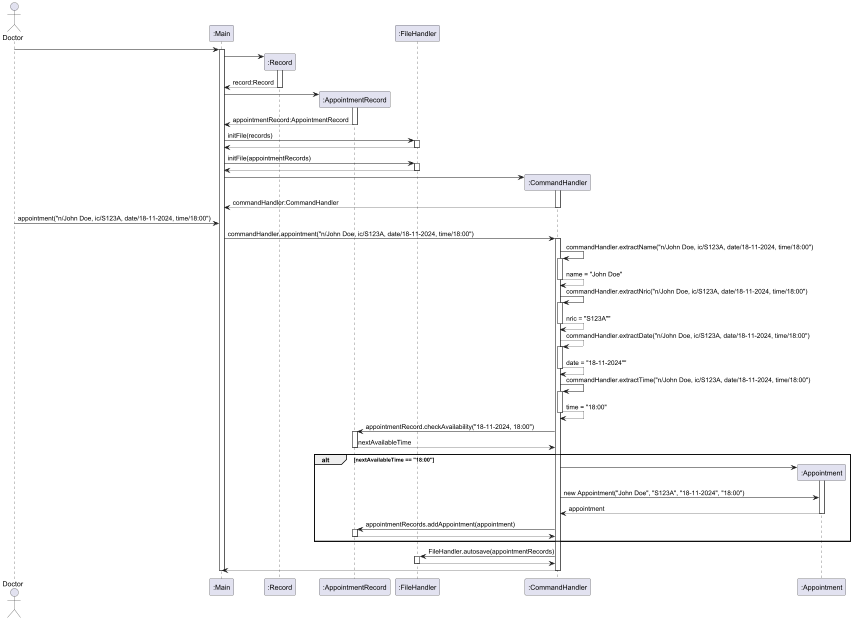 Doctor
:Main
:FileHandler
:Record
record:Record
:AppointmentRecord
appointmentRecord:AppointmentRecord
initFile(records)
initFile(appointmentRecords)
:CommandHandler
commandHandler:CommandHandler
appointment("n/John Doe, ic/S123A, date/18-11-2024, time/18:00")
commandHandler.appointment("n/John Doe, ic/S123A, date/18-11-2024, time/18:00")
commandHandler.extractName("n/John Doe, ic/S123A, date/18-11-2024, time/18:00")
name = "John Doe"
commandHandler.extractNric("n/John Doe, ic/S123A, date/18-11-2024, time/18:00")
nric = "S123A""
commandHandler.extractDate("n/John Doe, ic/S123A, date/18-11-2024, time/18:00")
date = "18-11-2024""
commandHandler.extractTime("n/John Doe, ic/S123A, date/18-11-2024, time/18:00")
time = "18:00"
appointmentRecord.checkAvailability("18-11-2024, 18:00")
nextAvailableTime
alt
[nextAvailableTime == "18:00"]
:Appointment
new Appointment("John Doe", "S123A", "18-11-2024", "18:00")
appointment
appointmentRecords.addAppointment(appointment)
FileHandler.autosave(appointmentRecords)
Doctor
:Main
:Record
:AppointmentRecord
:FileHandler
:CommandHandler
:Appointment